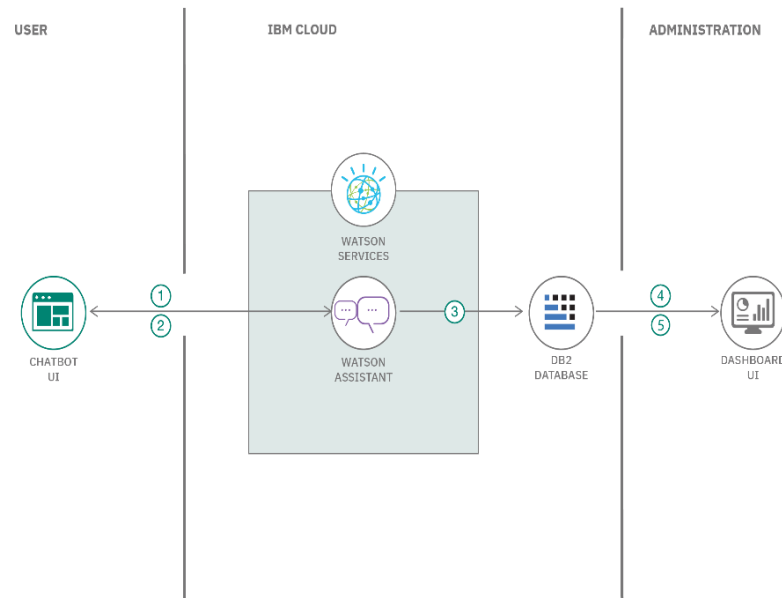 USER
IBM CLOUD
ADMINISTRATION
WATSON
SERVICES
1
2
3
4
5
CHATBOT
UI
WATSON
ASSISTANT
DB2
DATABASE
DASHBOARD
UI